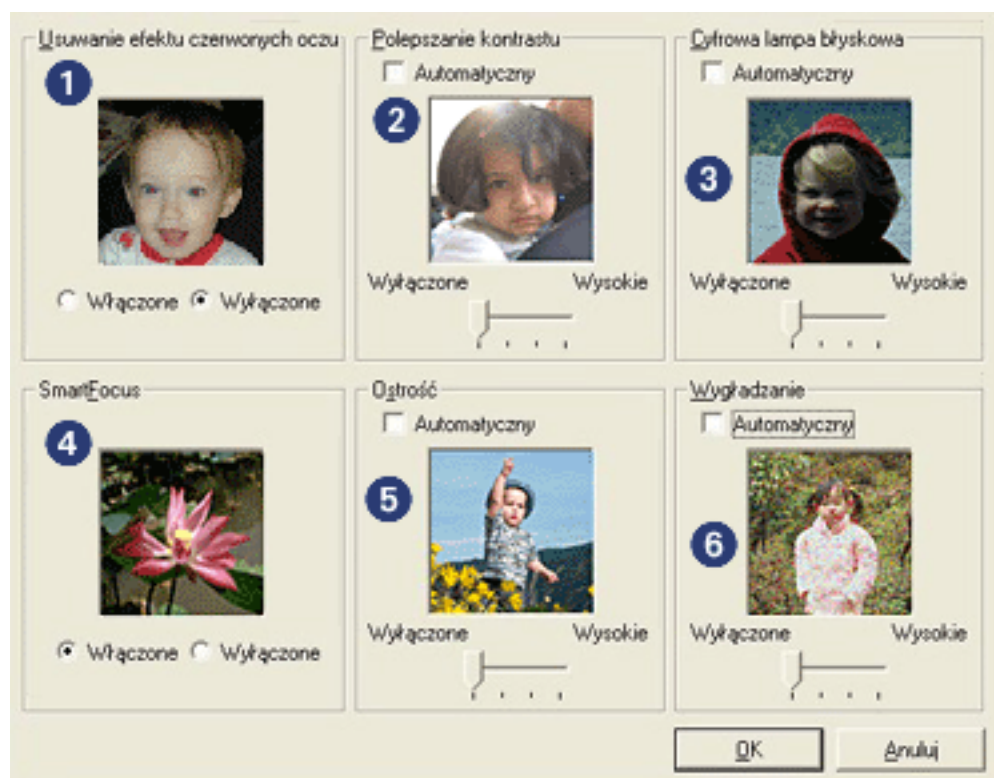 Usuwanie efektu czerwonych oczu
1
Włączone Wyłączone
Polepszanie kontrastu
Automatyczny
2
Wyłączone Wysokie
Cyfrowa lampa błyskowa
Automatyczny
3
Wyłączone Wysokie
SmartFocus
4
Włączone Wyłączone
Ostrość
Automatyczny
5
Wyłączone Wysokie
Wygładzanie
Automatyczny
6
Wyłączone Wysokie
OK Anuluj